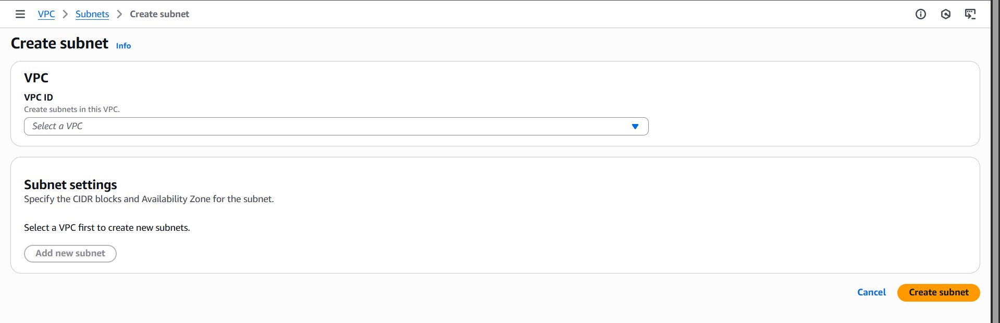 VPC > Subnets > Create subnet
Create subnet Info
VPC
VPC ID
Create subnets in this VPC.
Select a VPC
Subnet settings
Specify the CIDR blocks and Availability Zone for the subnet.
Select a VPC first to create new subnets.
Add new subnet
Cancel Create subnet